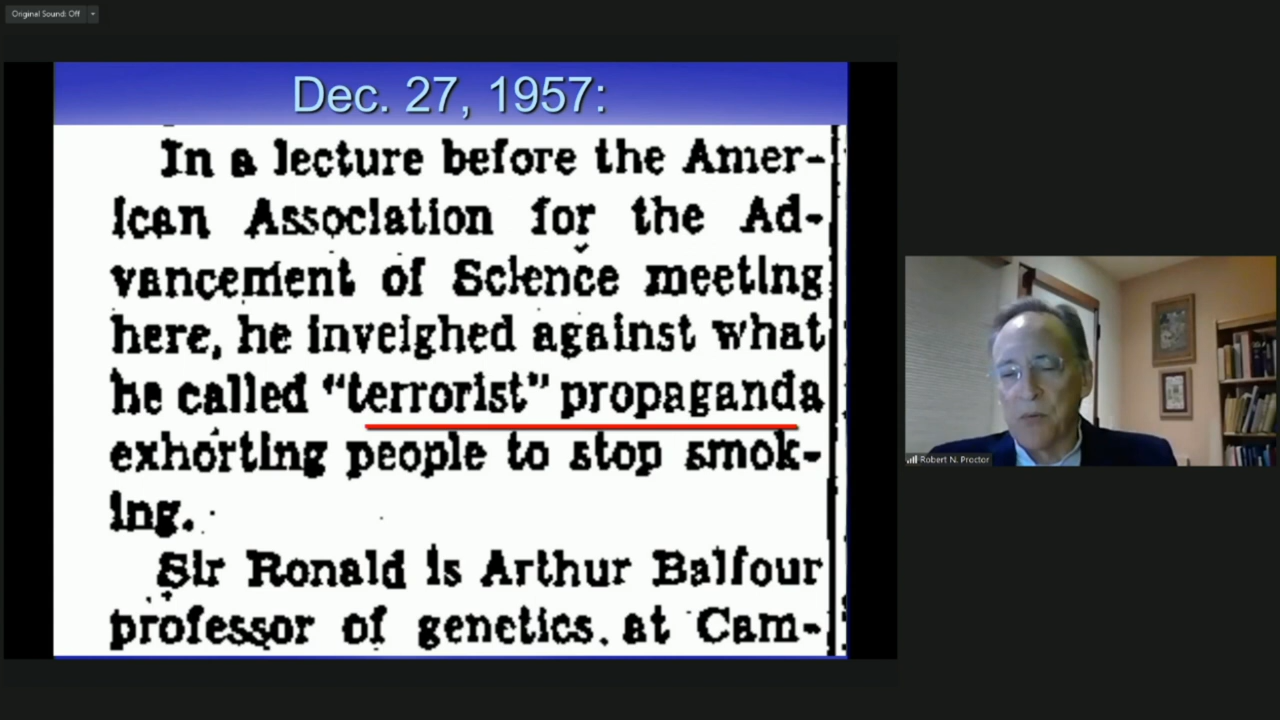 Original Sound: Off
Dec. 27, 1957:
In a lecture before the Amer-
ican Association for the Ad-
vancement of Science meeting
here, he inveighed against what
he called “terrorist” propaganda
exhorting people to stop smok-
ing.
Sir Ronald is Arthur Balfour
professor of genetics. at Cam-
Robert N. Proctor